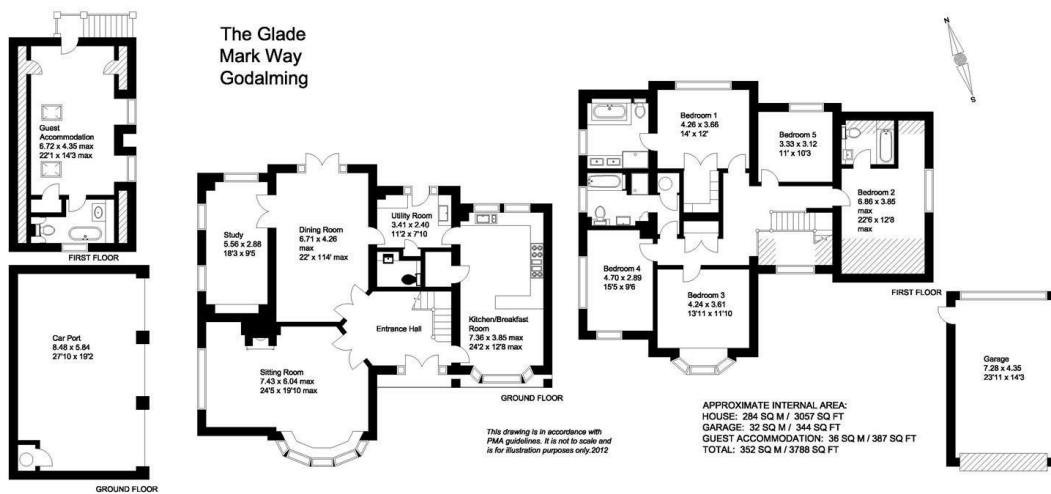 The Glade
Mark Way
Godalming
N
S
Guest
Accommodation
6.72 x 4.35 max
22'1 x 14'3 max
FIRST FLOOR
Car Port
8.48 x 5.84
27'10 x 19'2
GROUND FLOOR
Study
5.56 x 2.88
18'3 x 9'5
Dining Room
6.71 x 4.26
max
22' x 114' max
Utility Room
3.41 x 2.40
11'2 x 7'10
Entrance Hall
Kitchen/Breakfast
Room
7.36 x 3.85 max
24'2 x 12'8 max
Sitting Room
7.43 x 6.04 max
24'5 x 19'10 max
GROUND FLOOR
This drawing is in accordance with
PMA guidelines. It is not to scale and
is for illustration purposes only.2012
Bedroom 1
4.26 x 3.66
14' x 12'
Bedroom 5
3.33 x 3.12
11' x 10'3
Bedroom 2
6.86 x 3.85
max
22'6 x 12'8
max
Bedroom 4
4.70 x 2.89
15'5 x 9'6
Bedroom 3
4.24 x 3.61
13'11 x 11'10
FIRST FLOOR
Garage
7.28 x 4.35
23'11 x 14'3
APPROXIMATE INTERNAL AREA:
HOUSE: 284 SQ M / 3057 SQ FT
GARAGE: 32 SQ M / 344 SQ FT
GUEST ACCOMMODATION: 36 SQ M / 387 SQ FT
TOTAL: 352 SQ M / 3788 SQ FT